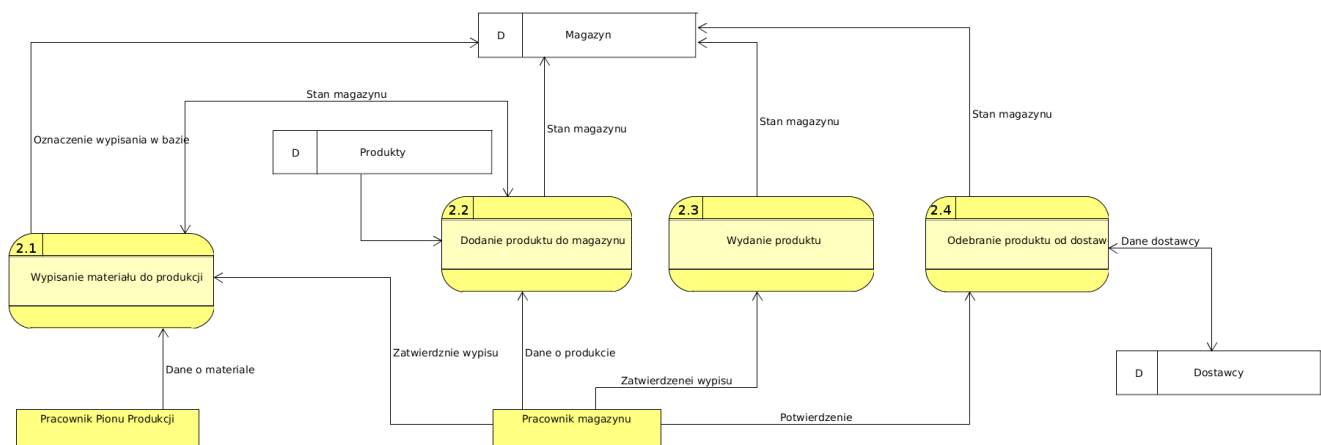 D
Magazyn
Stan magazynu
Stan magazynu
Stan magazynu
Stan magazynu
Oznaczenie wypisania w bazie
D
Produkty
2.2
Dodanie produktu do magazynu
2.3
Wydanie produktu
2.4
Odebranie produktu od dostaw
Dane dostawcy
2.1
Wypisanie materiału do produkcji
Zatwierdznie wypisu
Dane o produkcie
Dane o materiale
Zatwierdzenei wypisu
D
Dostawcy
Pracownik Pionu Produkcji
Pracownik magazynu
Potwierdzenie